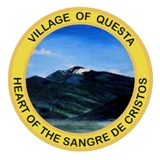 VILLAGE OF QUESTA
HEART OF THE SANGRE DE CRISTOS